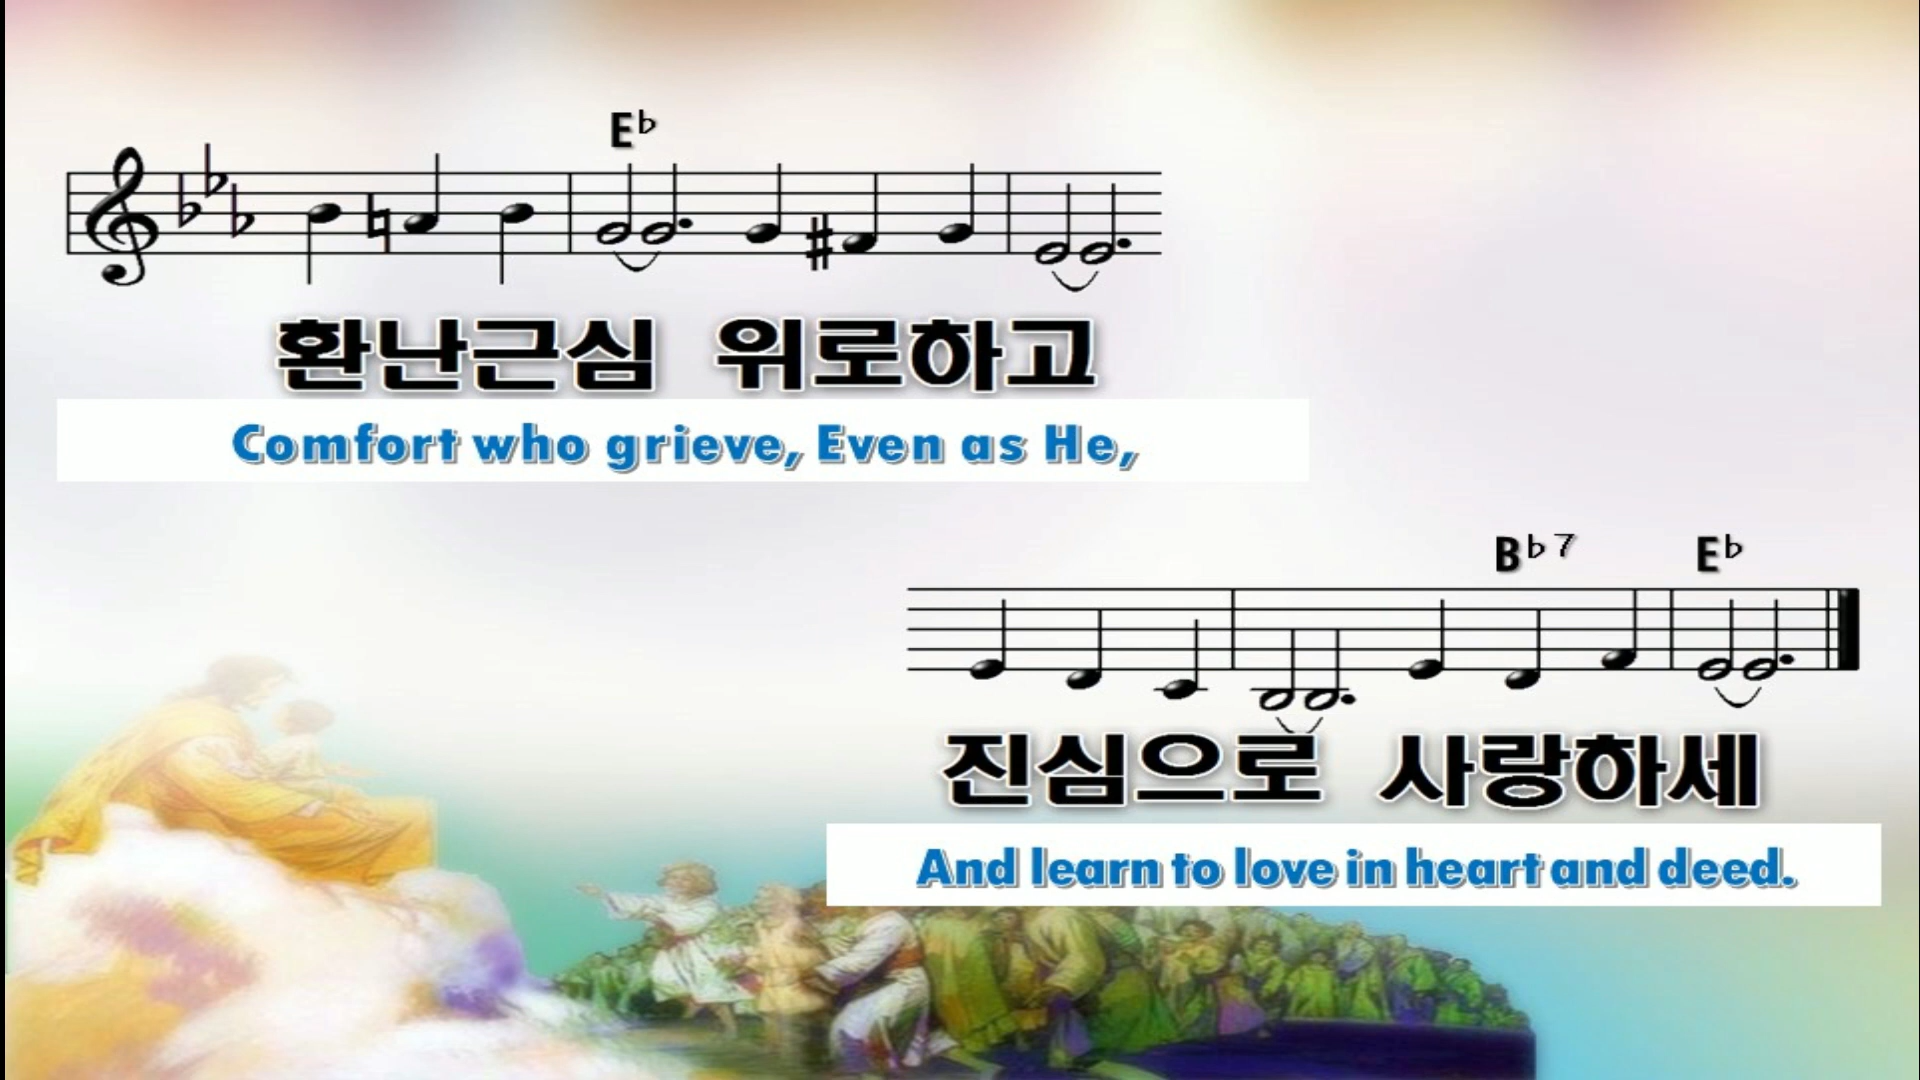 E♭
환난근심 위로하고
Comfort who grieve, Even as He,
B♭7 E♭
진심으로 사랑하세
And learn to love in heart and deed.